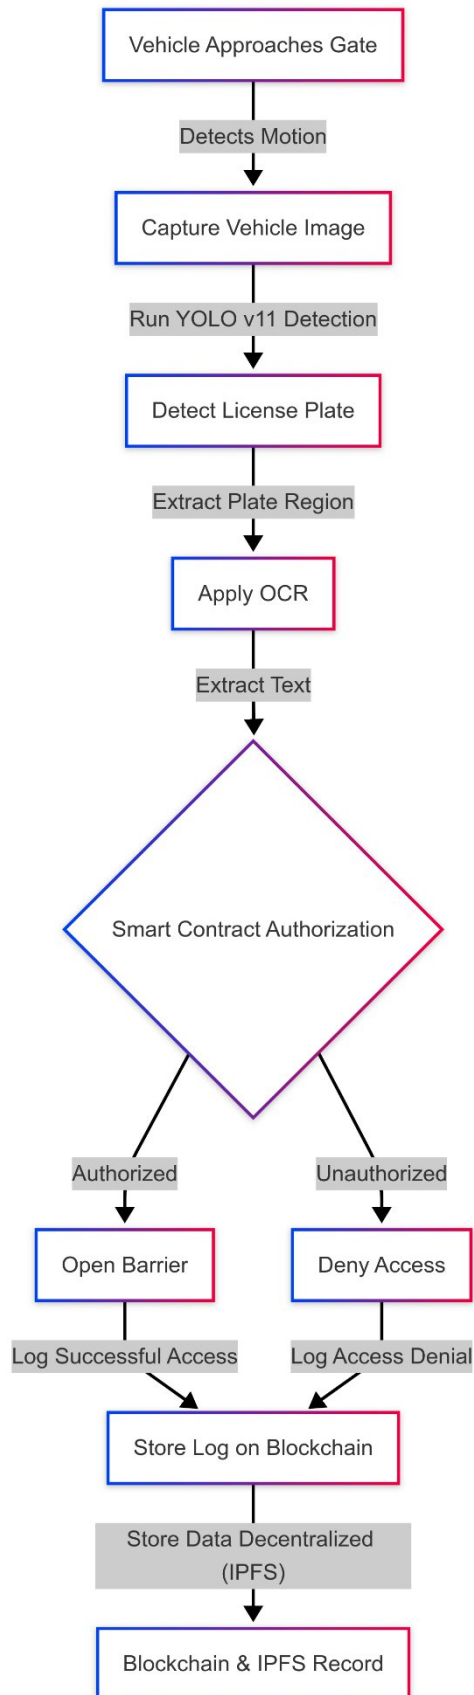 Vehicle Approaches Gate
Detects Motion
Capture Vehicle Image
Run YOLO v11 Detection
Detect License Plate
Extract Plate Region
Apply OCR
Extract Text
Smart Contract Authorization
Authorized
Unauthorized
Open Barrier
Deny Access
Log Successful Access
Log Access Denial
Store Log on Blockchain
Store Data Decentralized
(IPFS)
Blockchain & IPFS Record